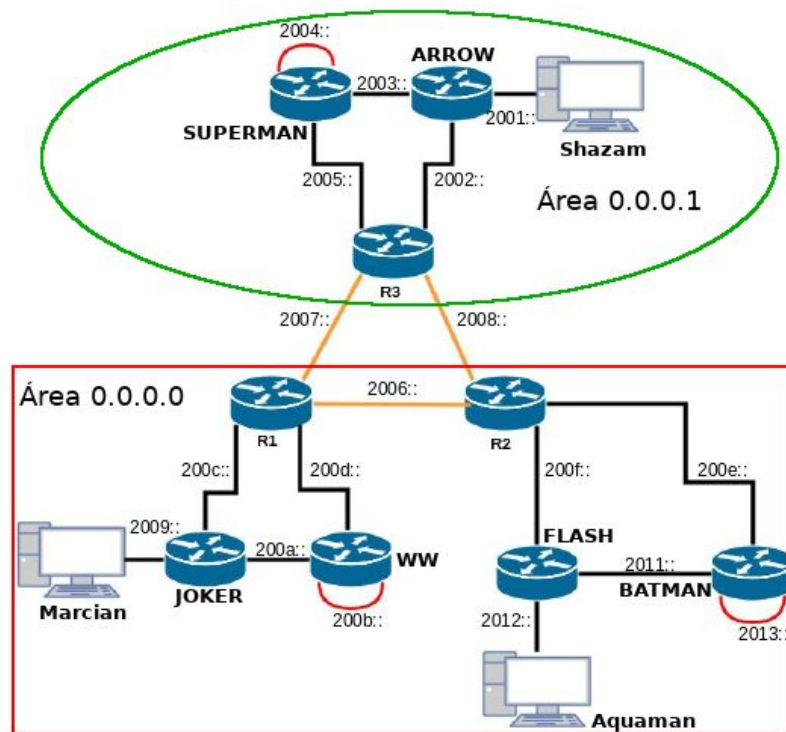 2004::
ARROW
2003::
SUPERMAN
2001::
Shazam
2005::
2002::
Área 0.0.0.1
R3
2007::
2008::
Área 0.0.0.0
2006::
R1
R2
200c::
200d::
200f::
200e::
2009::
200a::
WW
FLASH
2011::
BATMAN
Marcian
JOKER
200b::
2012::
2013::
Aquaman